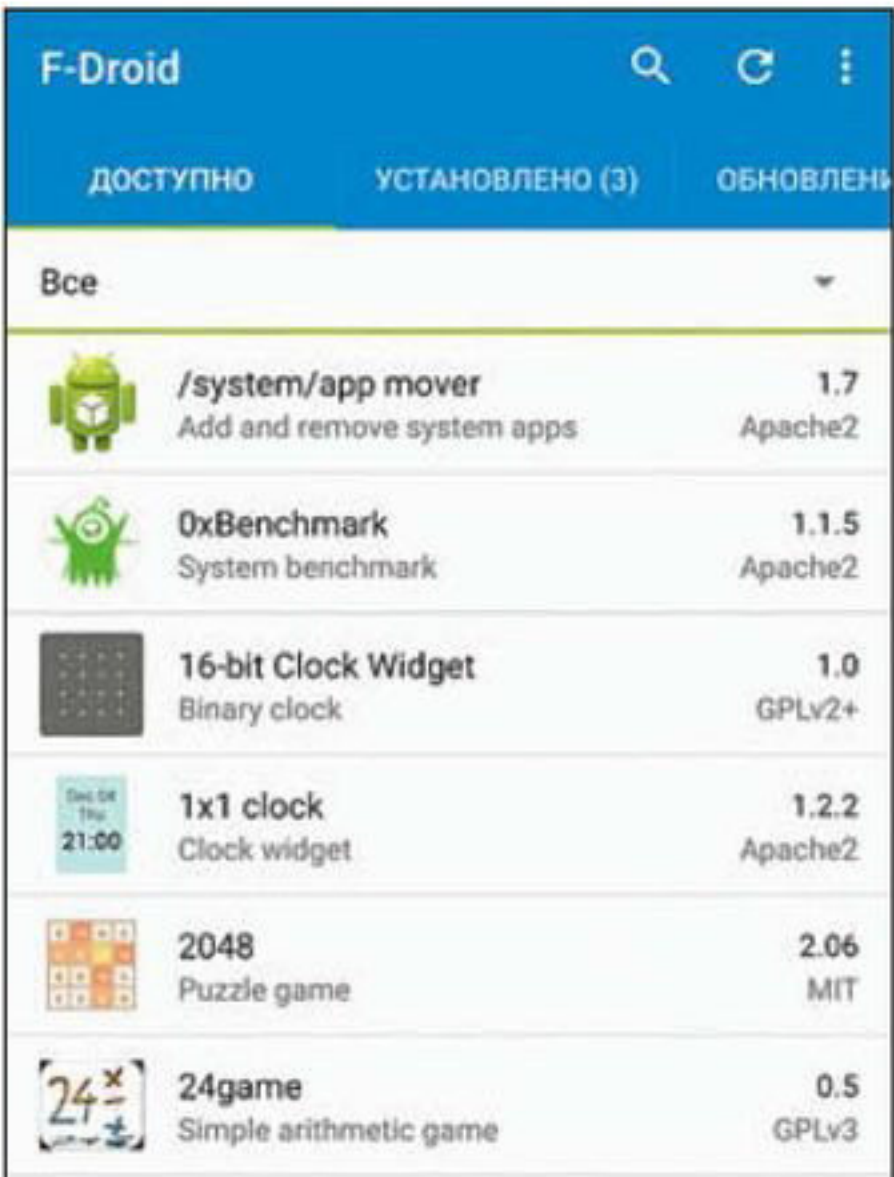 F-Droid
ДОСТУПНО УСТАНОВЛЕНО (3) ОБНОВЛЕНИ
Все
/system/app mover 1.7
Add and remove system apps Apache2
0xBenchmark 1.1.5
System benchmark Apache2
16-bit Clock Widget 1.0
Binary clock GPLv2+
Dec 04
Thu
1x1 clock 1.2.2
21:00
Clock widget Apache2
2048 2.06
Puzzle game MIT
24
24game 0.5
Simple arithmetic game GPLv3